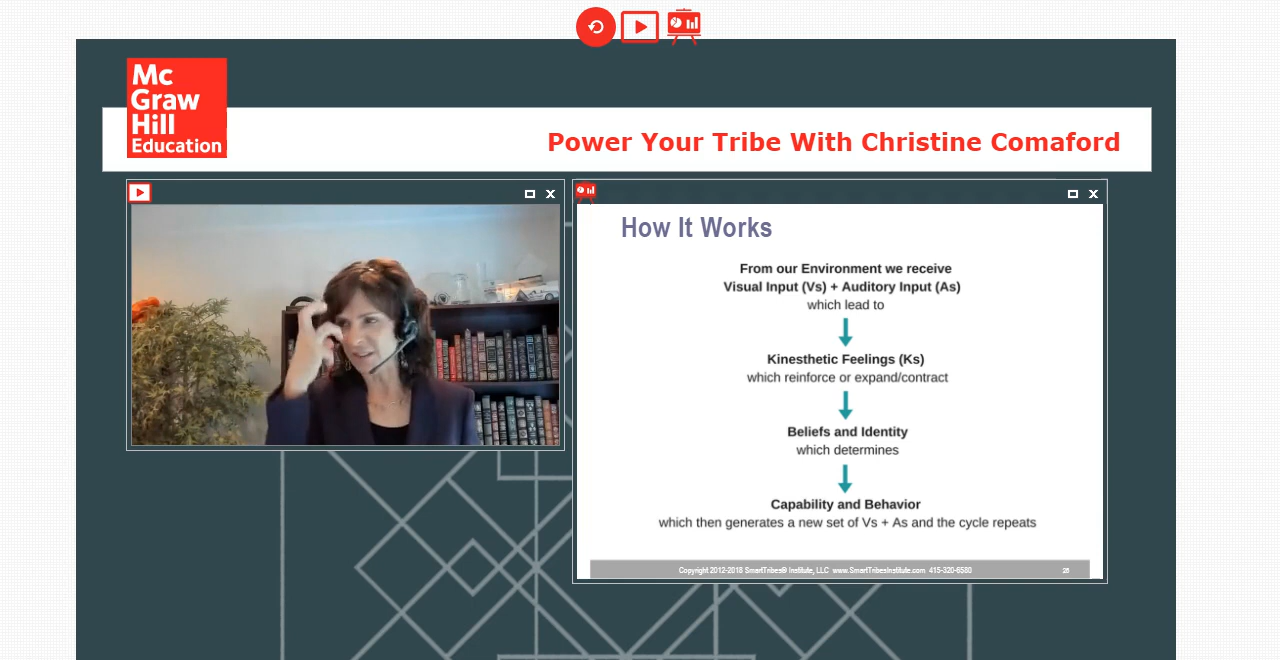 Mc
Graw
Hill
Education
Power Your Tribe With Christine Comaford
How It Works
From our Environment we receive
Visual Input (Vs) + Auditory Input (As)
which lead to
Kinesthetic Feelings (Ks)
which reinforce or expand/contract
Beliefs and Identity
which determines
Capability and Behavior
which then generates a new set of Vs + As and the cycle repeats
Copyright 2012-2018 SmartTribes® Institute, LLC www.SmartTribesInstitute.com 415-320-6580 26